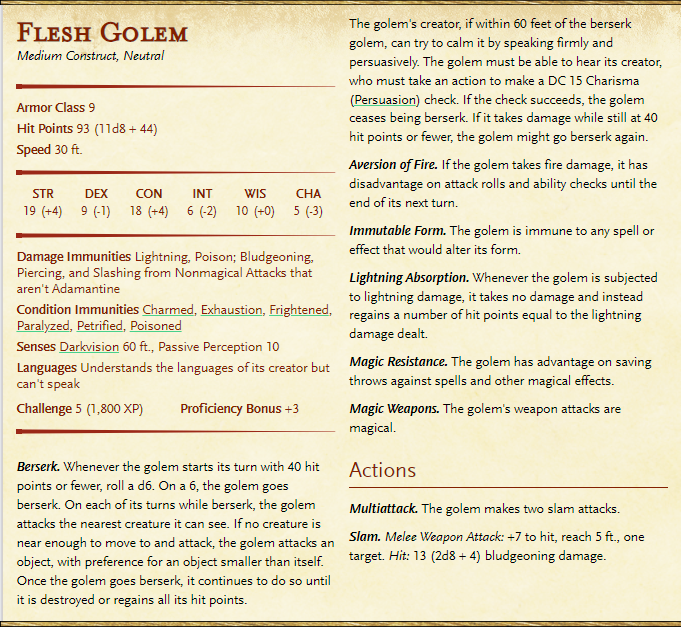 Flesh Golem
Medium Construct, Neutral
Armor Class 9
Hit Points 93 (11d8 + 44)
Speed 30 ft.
STR DEX CON INT WIS CHA
19 (+4) 9 (-1) 18 (+4) 6 (-2) 10 (+0) 5 (-3)
Damage Immunities Lightning, Poison; Bludgeoning,
Piercing, and Slashing from Nonmagical Attacks that
aren't Adamantine
Condition Immunities Charmed, Exhaustion, Frightened,
Paralyzed, Petrified, Poisoned
Senses Darkvision 60 ft., Passive Perception 10
Languages Understands the languages of its creator but
can't speak
Challenge 5 (1,800 XP) Proficiency Bonus +3
Berserk. Whenever the golem starts its turn with 40 hit
points or fewer, roll a d6. On a 6, the golem goes
berserk. On each of its turns while berserk, the golem
attacks the nearest creature it can see. If no creature is
near enough to move to and attack, the golem attacks an
object, with preference for an object smaller than itself.
Once the golem goes berserk, it continues to do so until
it is destroyed or regains all its hit points.
The golem's creator, if within 60 feet of the berserk
golem, can try to calm it by speaking firmly and
persuasively. The golem must be able to hear its creator,
who must take an action to make a DC 15 Charisma
(Persuasion) check. If the check succeeds, the golem
ceases being berserk. If it takes damage while still at 40
hit points or fewer, the golem might go berserk again.
Aversion of Fire. If the golem takes fire damage, it has
disadvantage on attack rolls and ability checks until the
end of its next turn.
Immutable Form. The golem is immune to any spell or
effect that would alter its form.
Lightning Absorption. Whenever the golem is subjected
to lightning damage, it takes no damage and instead
regains a number of hit points equal to the lightning
damage dealt.
Magic Resistance. The golem has advantage on saving
throws against spells and other magical effects.
Magic Weapons. The golem's weapon attacks are
magical.
Actions
Multiattack. The golem makes two slam attacks.
Slam. Melee Weapon Attack: +7 to hit, reach 5 ft., one
target. Hit: 13 (2d8 + 4) bludgeoning damage.